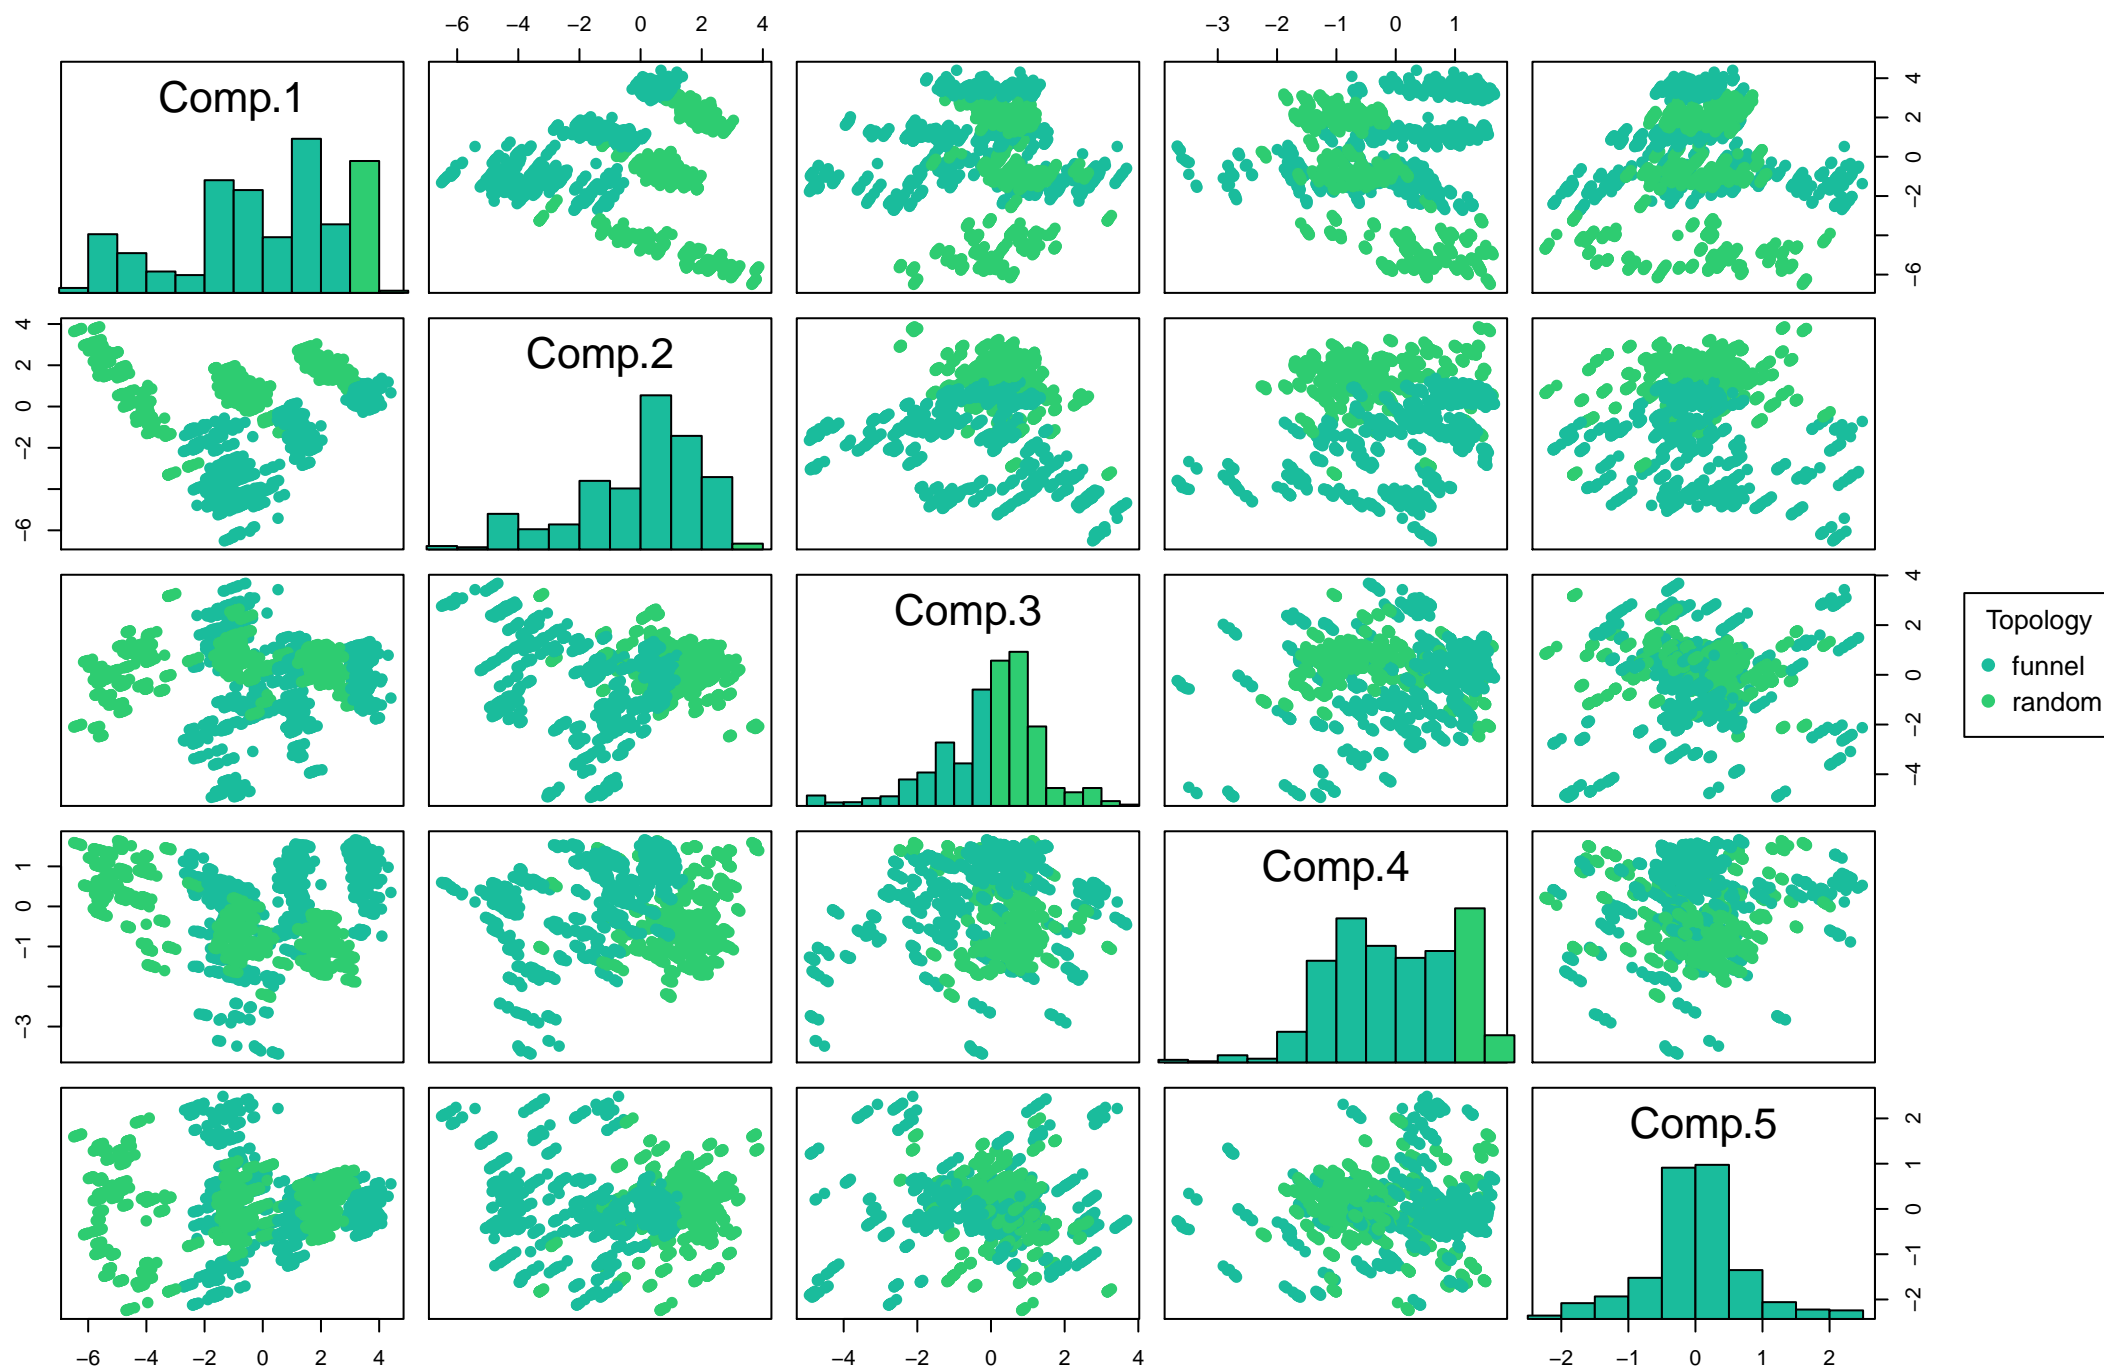 −6 −4 −2 0 2 4
−3 −2 −1 0 1
Comp.1
−6 −2 0 2 4
−6 −2 0 2 4
Comp.2
Comp.3
−4 −2 0 2 4
Topology
funnel
random
−3 −1 0 1
Comp.4
Comp.5
−2 −1 0 1 2
−6 −4 −2 0 2 4
−4 −2 0 2 4
−2 −1 0 1 2